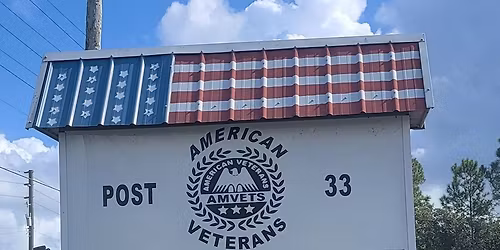 AMERICAN
AMERICAN VETERANS
POST AMVETS 33
VETERANS